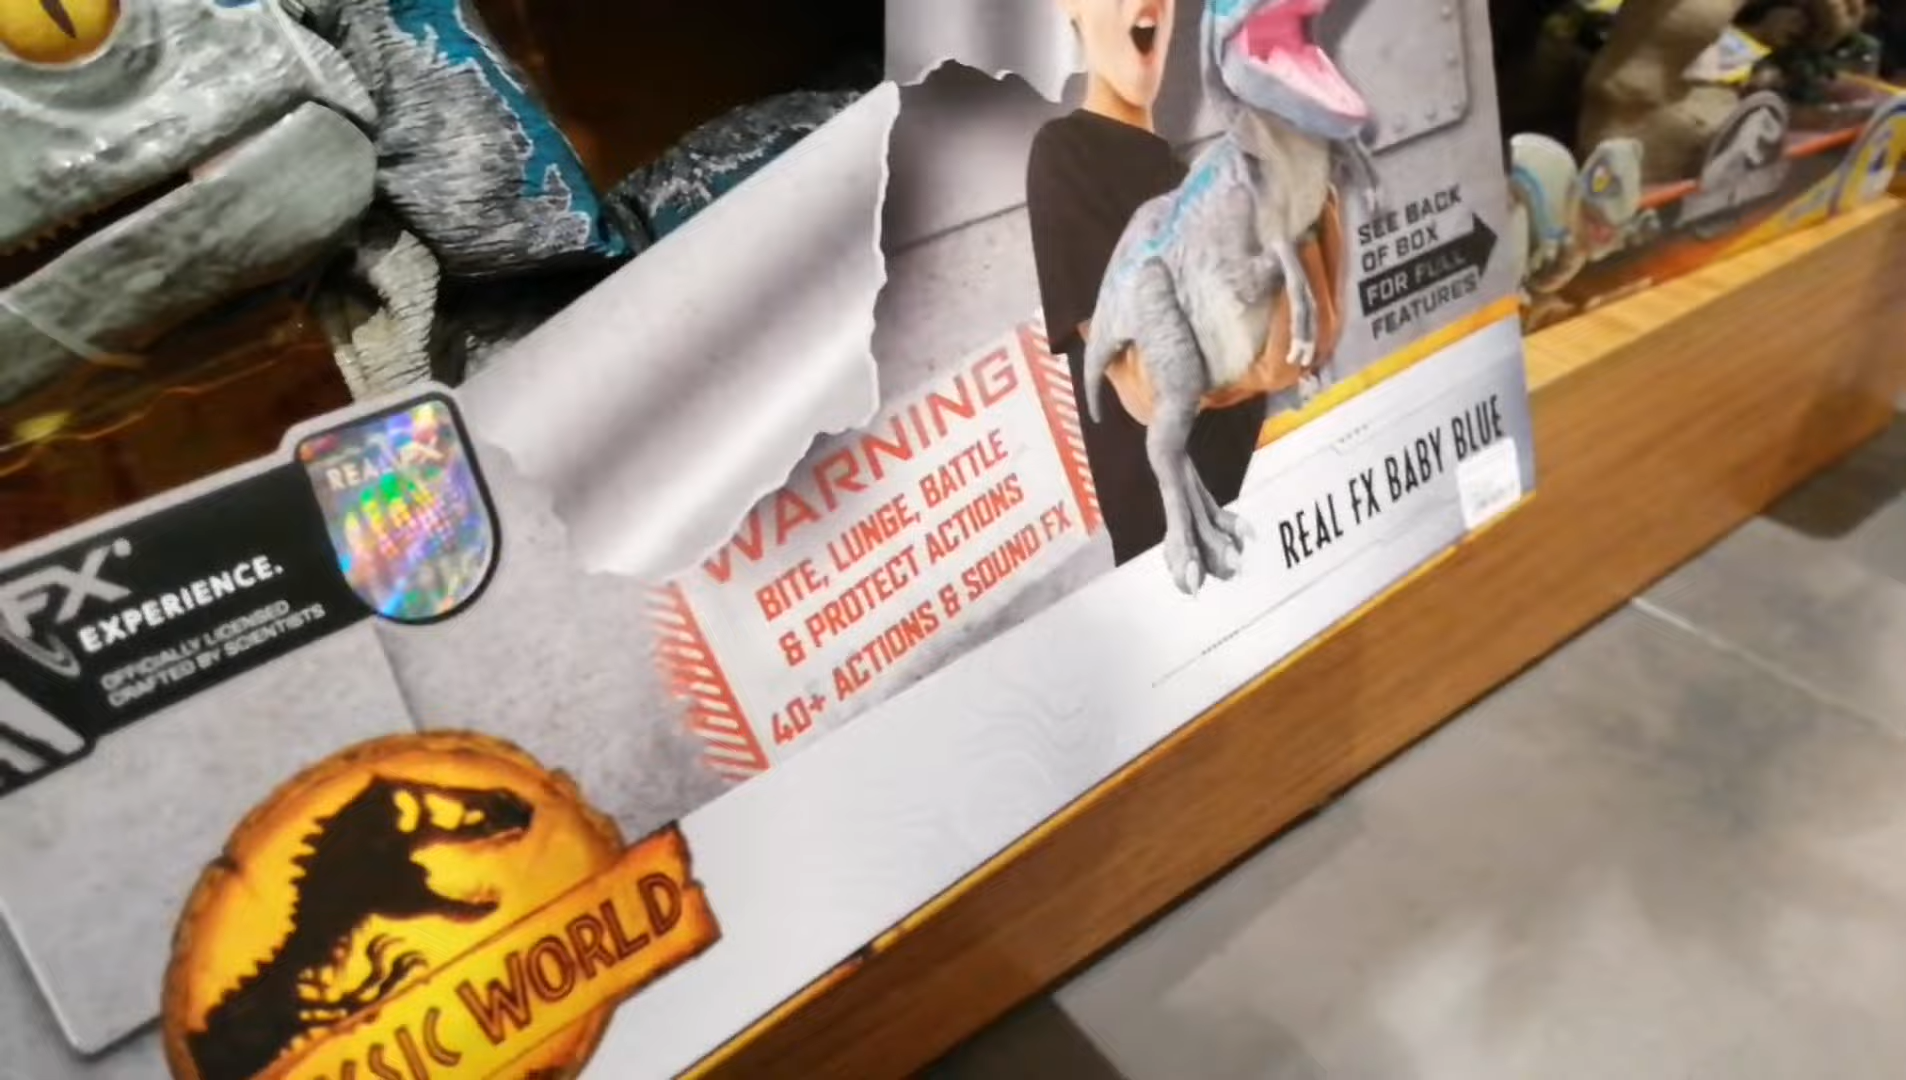 FX
EXPERIENCE.
OFFICIALLY LICENSED
CRAFTED BY SCIENTISTS
REAL FX
WARNING
BITE, LUNGE, BATTLE
& PROTECT ACTIONS
40+ ACTIONS & SOUND FX
SEE BACK
OF BOX
FOR FULL
FEATURES
REAL FX BABY BLUE
WORLD